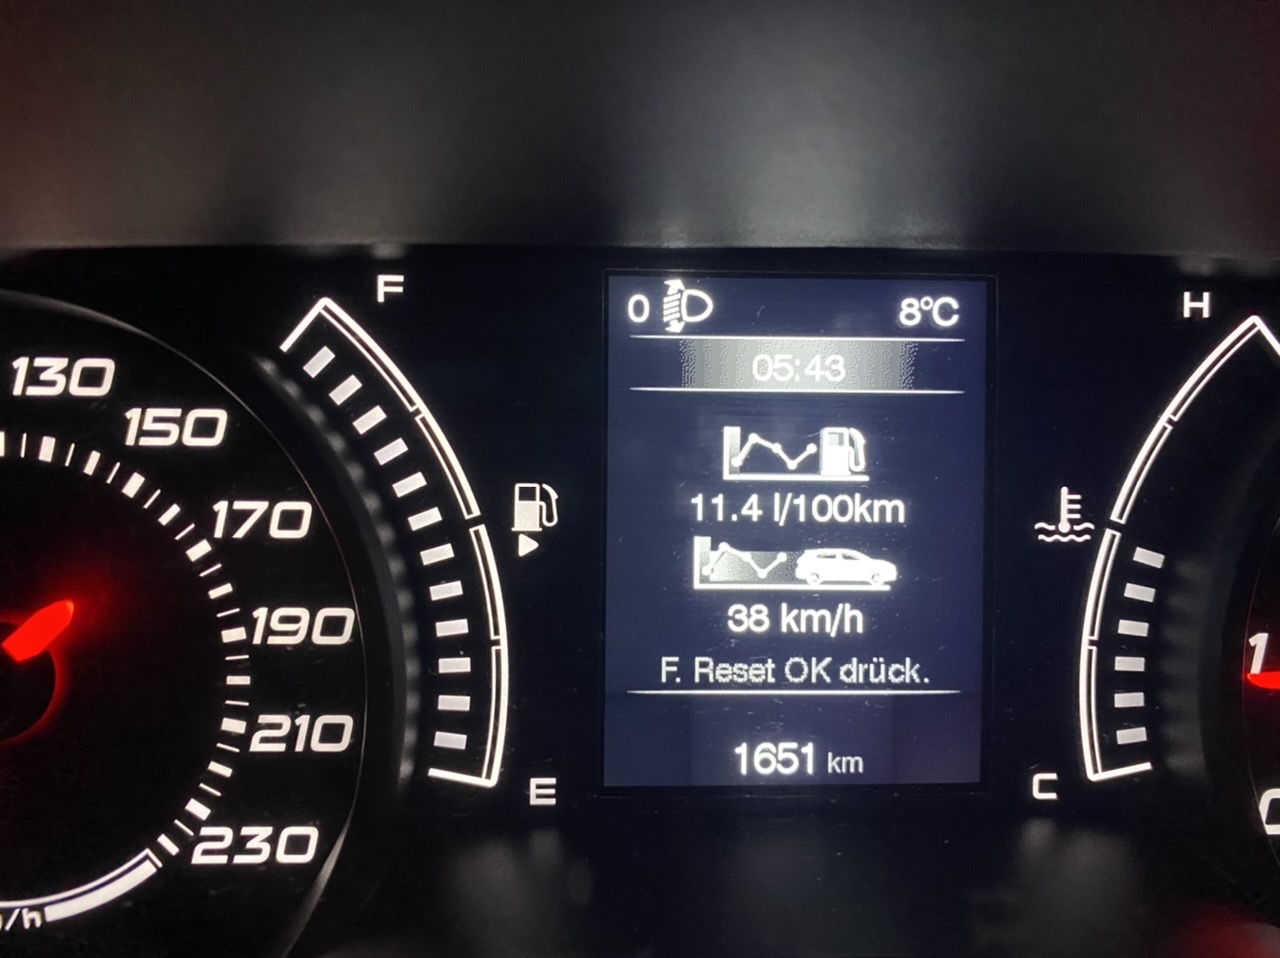 130
150
170
190
210
230
F
E
0
8°C
05:43
11.4 l/100km
38 km/h
F. Reset OK drück.
1651 km
H
C